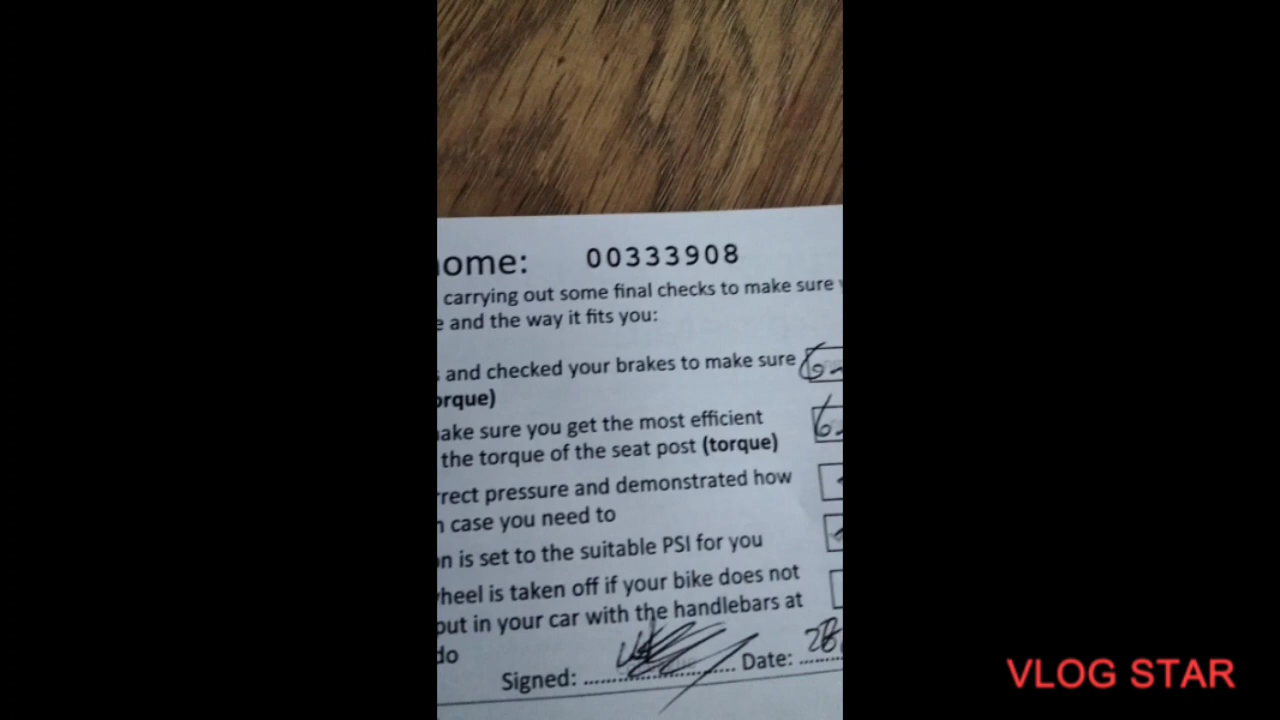 ome: 00333908
carrying out some final checks to make sure
e and the way it fits you:
and checked your brakes to make sure
orque)
ake sure you get the most efficient
the torque of the seat post (torque)
rrect pressure and demonstrated how
n case you need to
on is set to the suitable PSI for you
heel is taken off if your bike does not
out in your car with the handlebars at
do
Signed: ........................... Date: ........
28
VLOG STAR